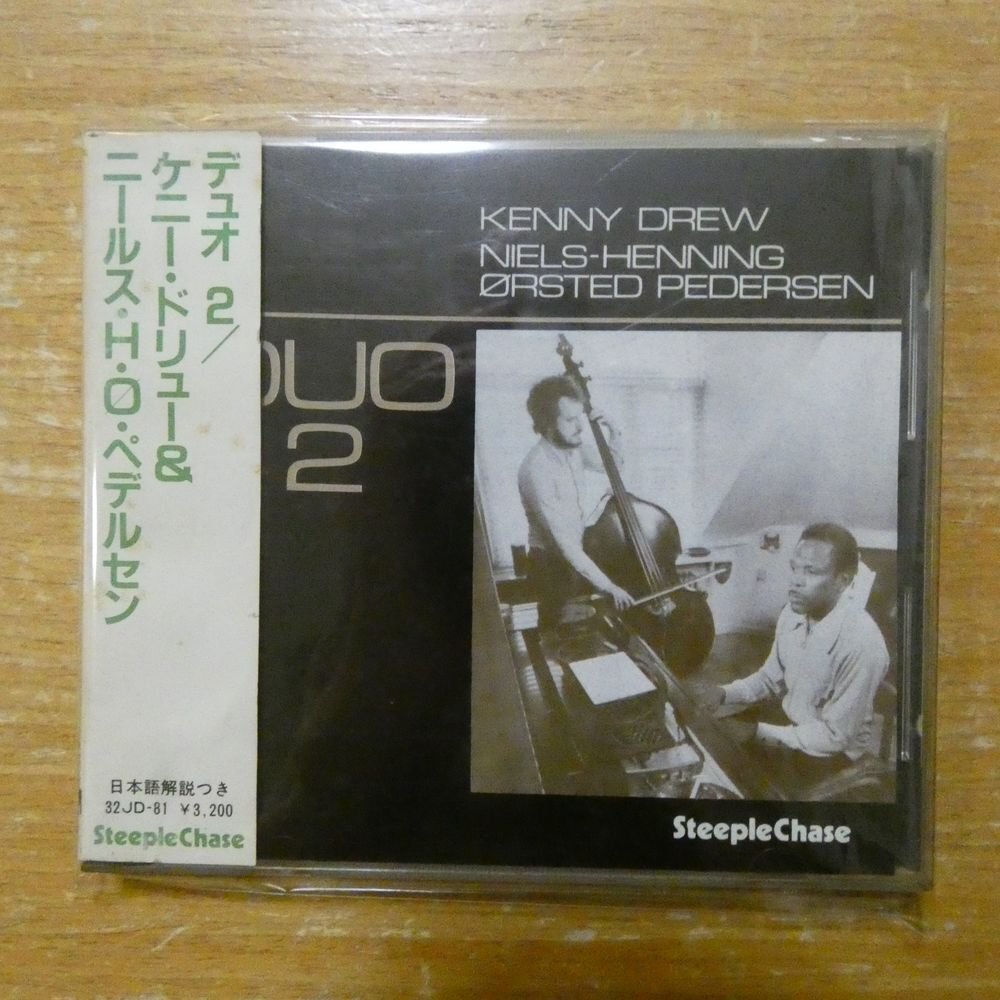 デュオ 2/
ケニー・ドリュー&
ニールス・H・Ø・ペデルセン
日本語解説つき
32JD-81 ¥3,200
SteepleChase
KENNY DREW
NIELS-HENNING
ØRSTED PEDERSEN
DUO
2
SteepleChase